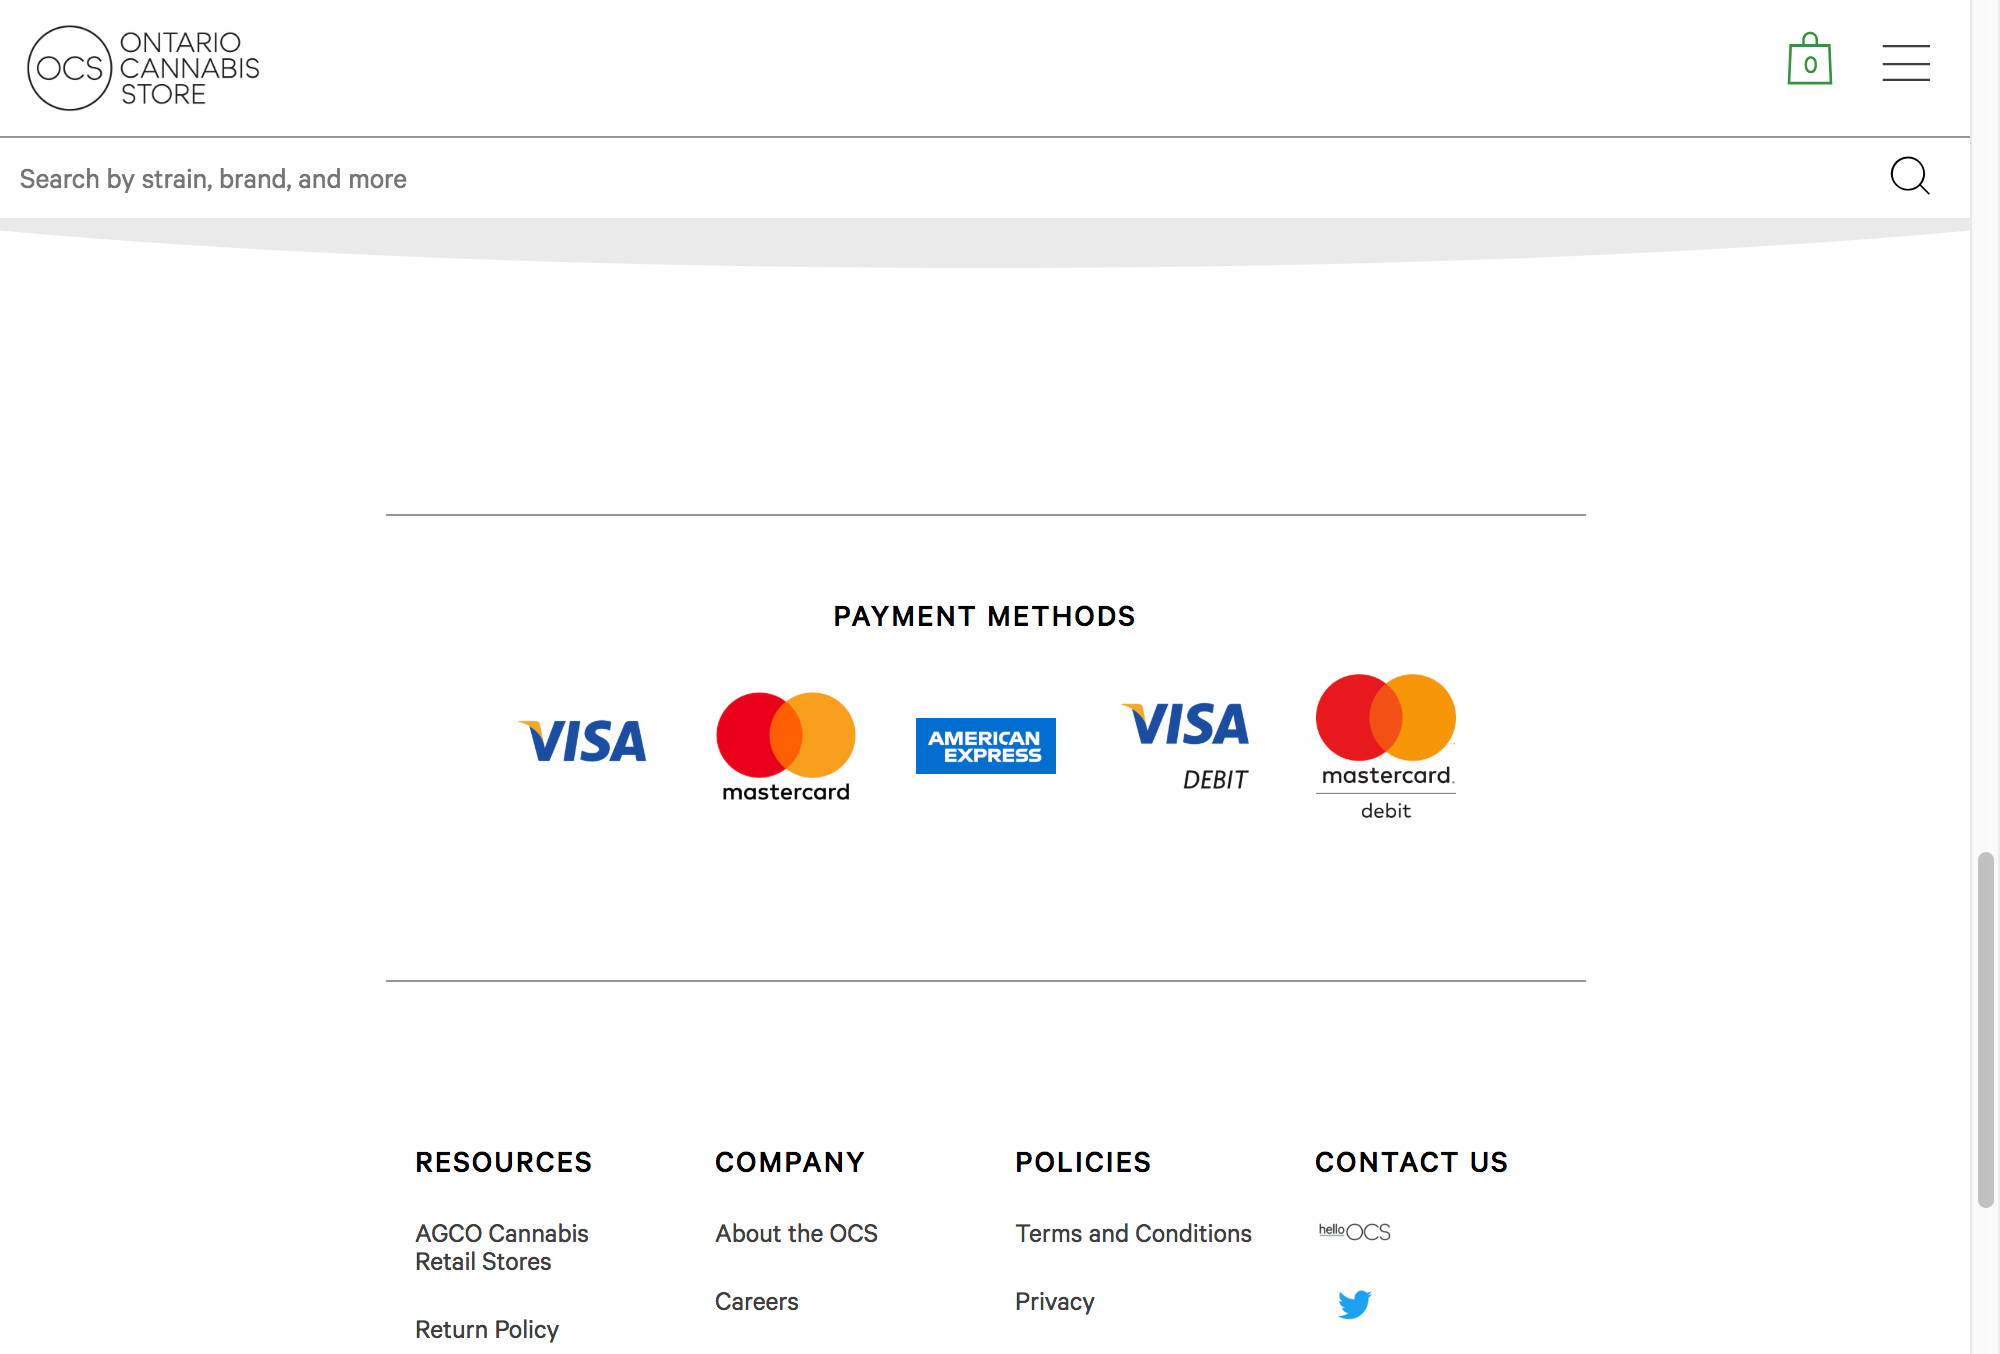 OCS
ONTARIO
CANNABIS
STORE
0
Search by strain, brand, and more
PAYMENT METHODS
VISA
mastercard
AMERICAN
EXPRESS
VISA
DEBIT
mastercard.
debit
RESOURCES
AGCO Cannabis
Retail Stores
Return Policy
COMPANY
About the OCS
Careers
POLICIES
Terms and Conditions
Privacy
CONTACT US
hello OCS